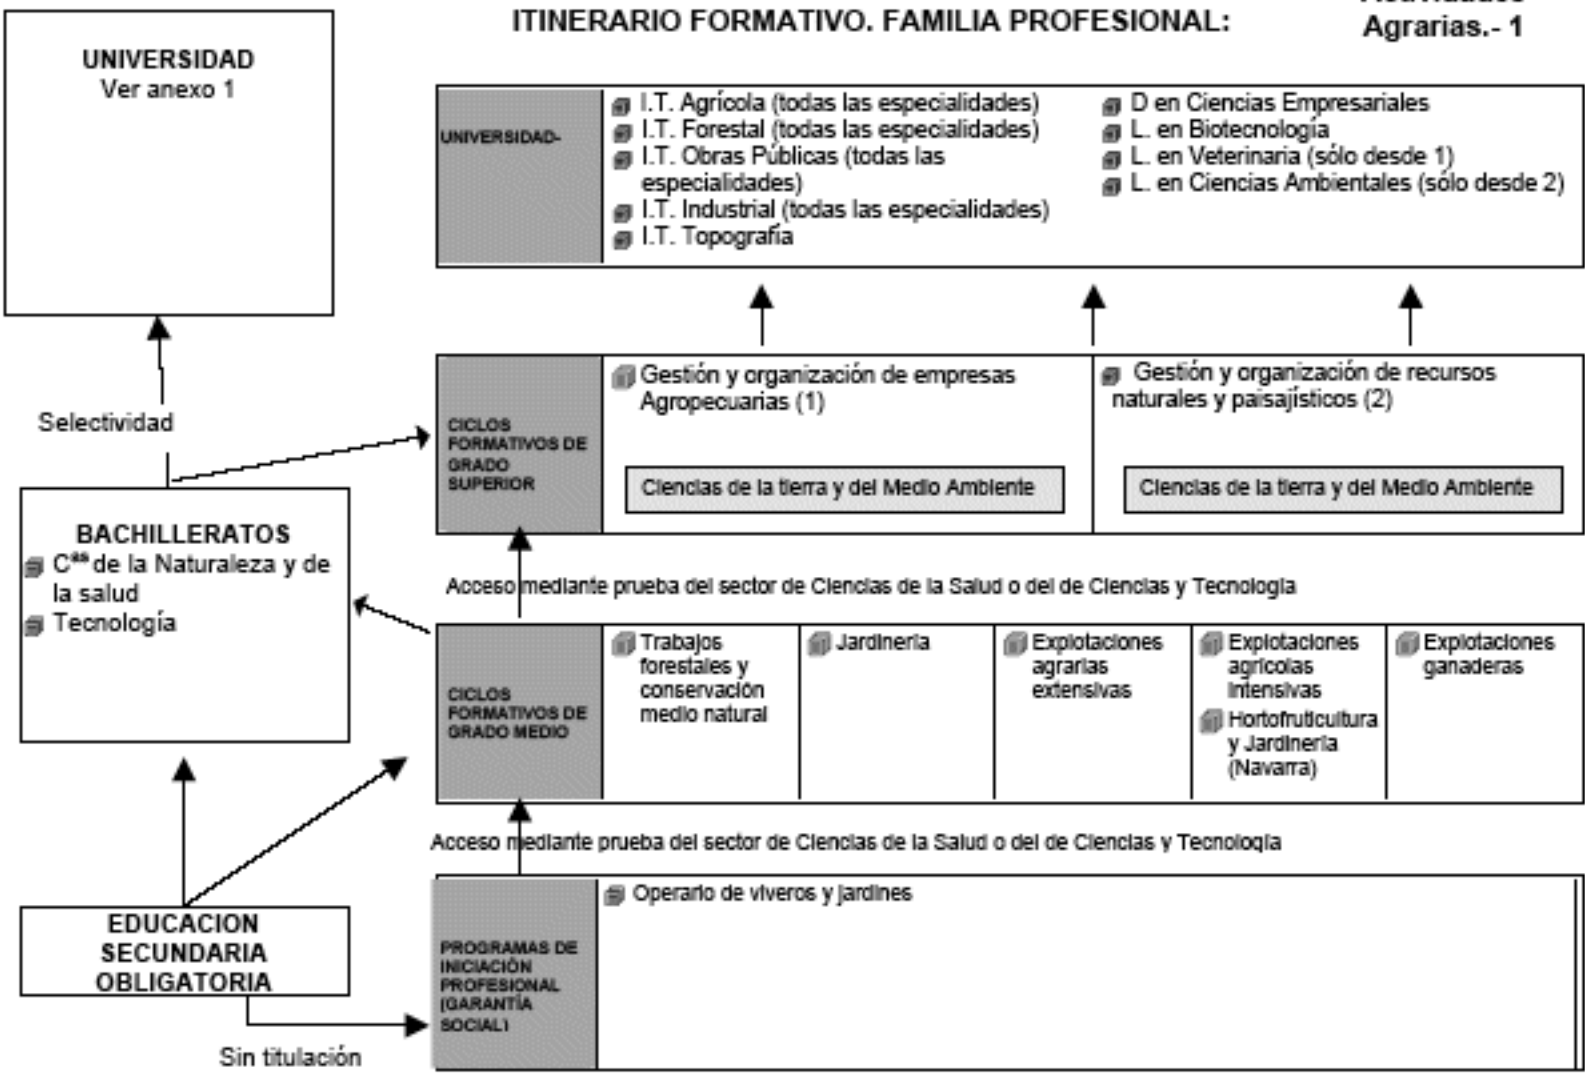 ITINERARIO FORMATIVO. FAMILIA PROFESIONAL:
Agrarias.- 1
UNIVERSIDAD
Ver anexo 1
UNIVERSIDAD-
I.T. Agrícola (todas las especialidades)
I.T. Forestal (todas las especialidades)
I.T. Obras Públicas (todas las
especialidades)
I.T. Industrial (todas las especialidades)
I.T. Topografía
D en Ciencias Empresariales
L. en Biotecnología
L. en Veterinaria (sólo desde 1)
L. en Ciencias Ambientales (sólo desde 2)
Selectividad
CICLOS
FORMATIVOS DE
GRADO
SUPERIOR
Gestión y organización de empresas
Agropecuarias (1)
Ciencias de la tierra y del Medio Ambiente
Gestión y organización de recursos
naturales y paisajísticos (2)
Ciencias de la tierra y del Medio Ambiente
BACHILLERATOS
Cas de la Naturaleza y de
la salud
Tecnología
Acceso mediante prueba del sector de Ciencias de la Salud o del de Ciencias y Tecnología
CICLOS
FORMATIVOS DE
GRADO MEDIO
Trabajos
forestales y
conservación
medio natural
Jardinería
Explotaciones
agrarias
extensivas
Explotaciones
agrícolas
intensivas
Hortofruticultura
y Jardinería
(Navarra)
Explotaciones
ganaderas
Acceso mediante prueba del sector de Ciencias de la Salud o del de Ciencias y Tecnología
EDUCACION
SECUNDARIA
OBLIGATORIA
Sin titulación
PROGRAMAS DE
INICIACIÓN
PROFESIONAL
(GARANTÍA
SOCIAL)
Operario de viveros y jardines